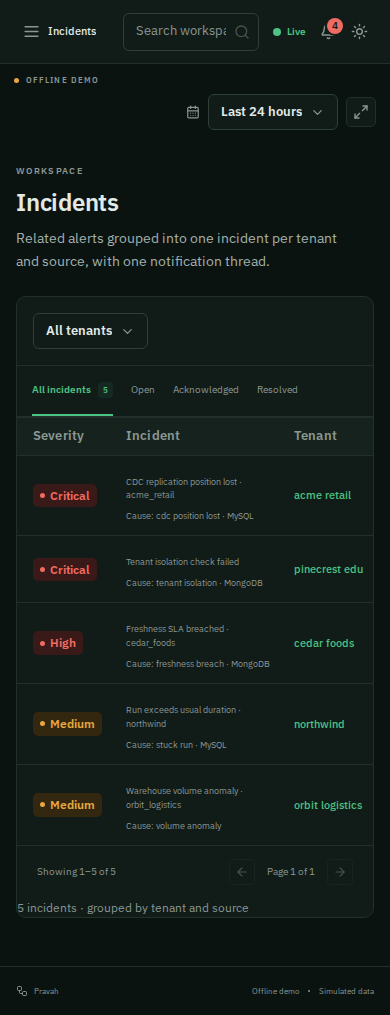 Incidents
Search workspa
Live
4
OFFLINE DEMO
Last 24 hours
WORKSPACE
Incidents
Related alerts grouped into one incident per tenant
and source, with one notification thread.
All tenants
All incidents 5 Open Acknowledged Resolved
Severity Incident Tenant
Critical
CDC replication position lost ·
acme_retail
Cause: cdc position lost · MySQL
acme retail
Critical
Tenant isolation check failed
Cause: tenant isolation · MongoDB
pinecrest edu
High
Freshness SLA breached ·
cedar_foods
Cause: freshness breach · MongoDB
cedar foods
Medium
Run exceeds usual duration ·
northwind
Cause: stuck run · MySQL
northwind
Medium
Warehouse volume anomaly ·
orbit_logistics
Cause: volume anomaly
orbit logistics
Showing 1–5 of 5
Page 1 of 1
5 incidents · grouped by tenant and source
Pravah
Offline demo • Simulated data